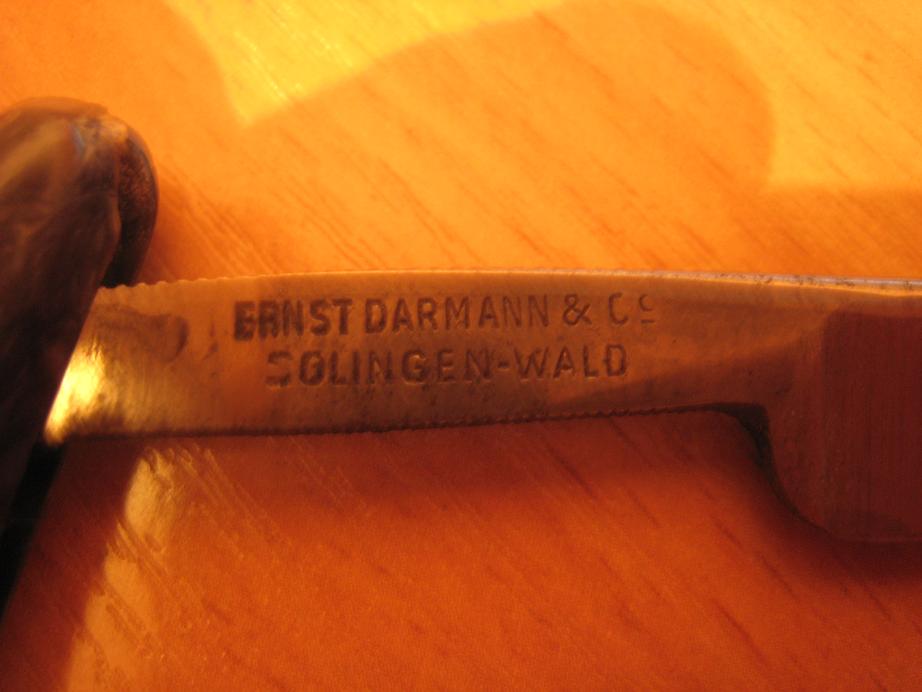 ERNST DARMANN & Cº
SOLINGEN-WALD